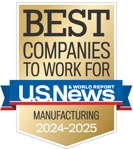 BEST
COMPANIES
TO WORK FOR
U.S. News
& WORLD REPORT
MANUFACTURING
2024-2025